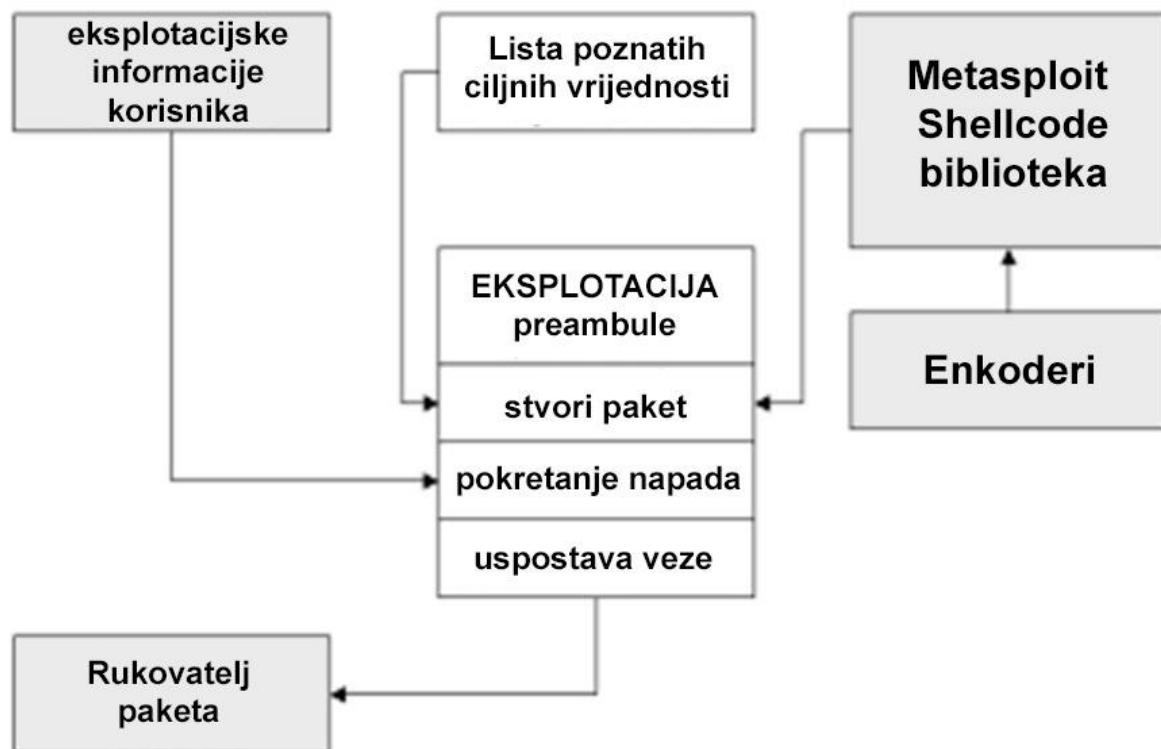 eksplotacijske
informacije
korisnika
Lista poznatih
ciljnih vrijednosti
Metasploit
Shellcode
biblioteka
EKSPLOTACIJA
preambule
Enkoderi
stvori paket
pokretanje napada
uspostava veze
Rukovatelj
paketa